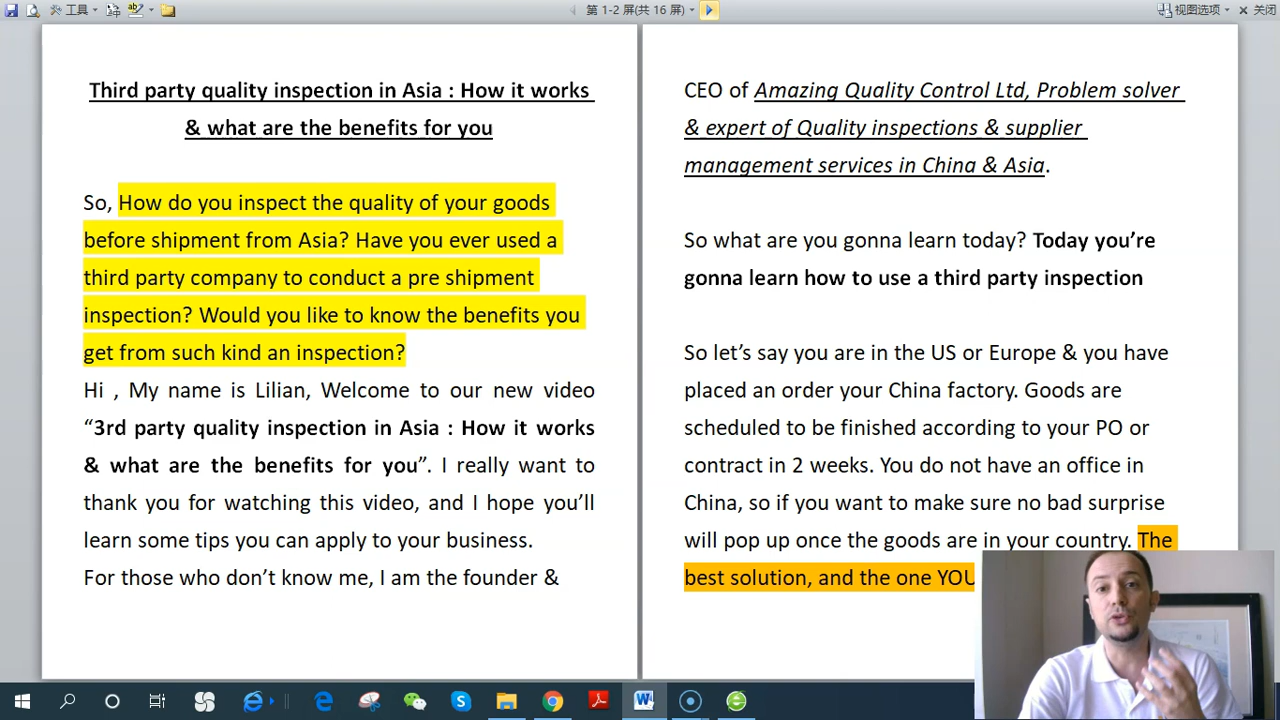 工具
第 1-2 屏(共 16 屏)
视图选项
关闭
Third party quality inspection in Asia : How it works
& what are the benefits for you
So, How do you inspect the quality of your goods
before shipment from Asia? Have you ever used a
third party company to conduct a pre shipment
inspection? Would you like to know the benefits you
get from such kind an inspection?
Hi , My name is Lilian, Welcome to our new video
“3rd party quality inspection in Asia : How it works
& what are the benefits for you”. I really want to
thank you for watching this video, and I hope you’ll
learn some tips you can apply to your business.
For those who don’t know me, I am the founder &
CEO of Amazing Quality Control Ltd, Problem solver
& expert of Quality inspections & supplier
management services in China & Asia.
So what are you gonna learn today? Today you’re
gonna learn how to use a third party inspection
So let’s say you are in the US or Europe & you have
placed an order your China factory. Goods are
scheduled to be finished according to your PO or
contract in 2 weeks. You do not have an office in
China, so if you want to make sure no bad surprise
will pop up once the goods are in your country. The
best solution, and the one YOU